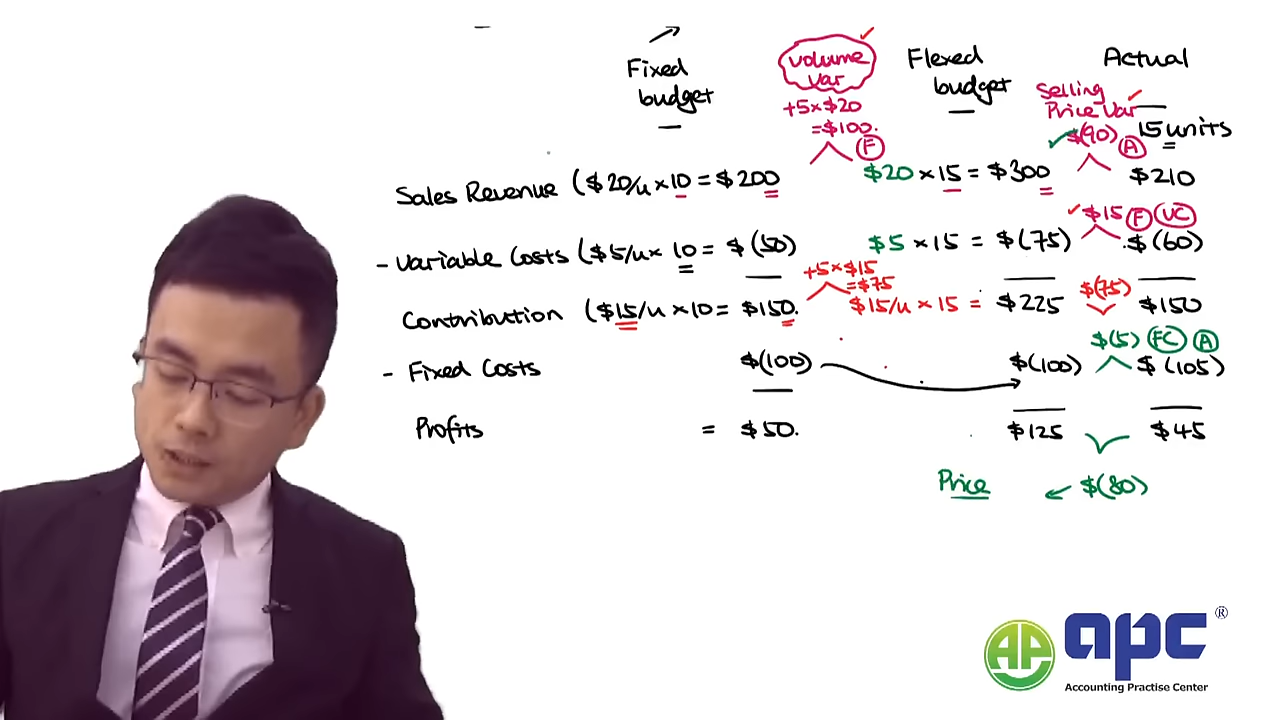 Fixed
budget
Volume
Var
+5×$20
=$100.
F
Flexed
budget
Selling
Price Var
$(90) A
Actual
15 units
Sales Revenue ($20/u×10=$200
$20×15=$300
$210
$15 F VC
- Variable Costs ($5/u×10=$(50)
$5×15=$(75)
$(60)
+5×$15
=$75
Contribution ($15/u×10=$150.
$15/u×15=$225
$(75)
$150
$(5) FC A
- Fixed Costs $(100)
$(100)
$(105)
Profits = $50.
$125
$45
Price
$(80)
AP
apc®
Accounting Practise Center